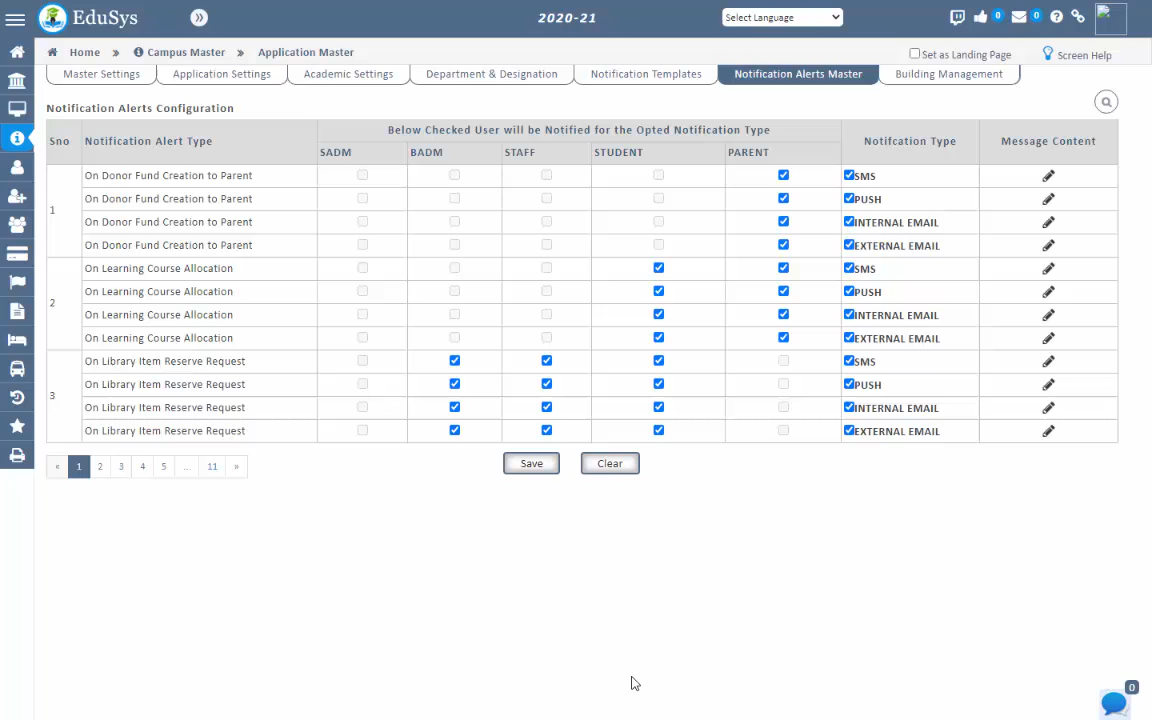 EduSys 2020-21 Select Language 0 0
Home » Campus Master » Application Master Set as Landing Page Screen Help
Master Settings Application Settings Academic Settings Department & Designation Notification Templates Notification Alerts Master Building Management
Notification Alerts Configuration
Sno Notification Alert Type Below Checked User will be Notified for the Opted Notification Type Notifcation Type Message Content
SADM BADM STAFF STUDENT PARENT
1
On Donor Fund Creation to Parent SMS
On Donor Fund Creation to Parent PUSH
On Donor Fund Creation to Parent INTERNAL EMAIL
On Donor Fund Creation to Parent EXTERNAL EMAIL
2
On Learning Course Allocation SMS
On Learning Course Allocation PUSH
On Learning Course Allocation INTERNAL EMAIL
On Learning Course Allocation EXTERNAL EMAIL
3
On Library Item Reserve Request SMS
On Library Item Reserve Request PUSH
On Library Item Reserve Request INTERNAL EMAIL
On Library Item Reserve Request EXTERNAL EMAIL
« 1 2 3 4 5 ... 11 » Save Clear
0